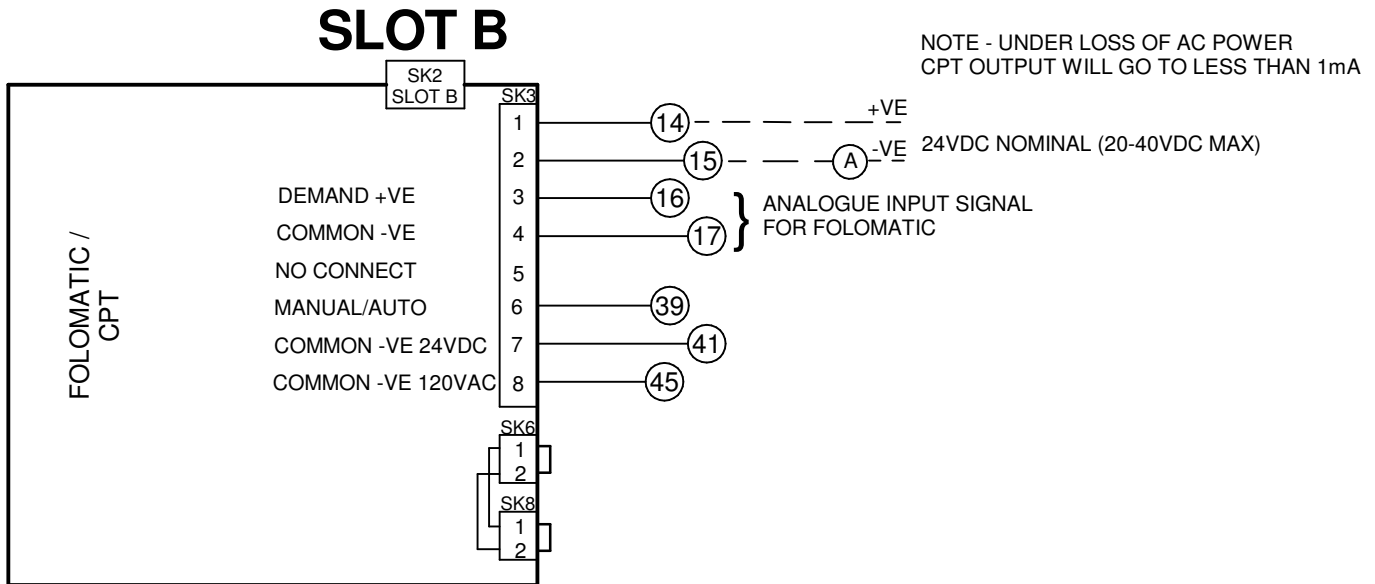 SLOT B
NOTE - UNDER LOSS OF AC POWER
CPT OUTPUT WILL GO TO LESS THAN 1mA
SK2
SLOT B
SK3
1
14
+VE
2
15
A
-VE
24VDC NOMINAL (20-40VDC MAX)
DEMAND +VE
3
16
ANALOGUE INPUT SIGNAL
FOR FOLOMATIC
COMMON -VE
4
17
NO CONNECT
5
MANUAL/AUTO
6
39
COMMON -VE 24VDC
7
41
COMMON -VE 120VAC
8
45
FOLOMATIC /
CPT
SK6
1
2
SK8
1
2